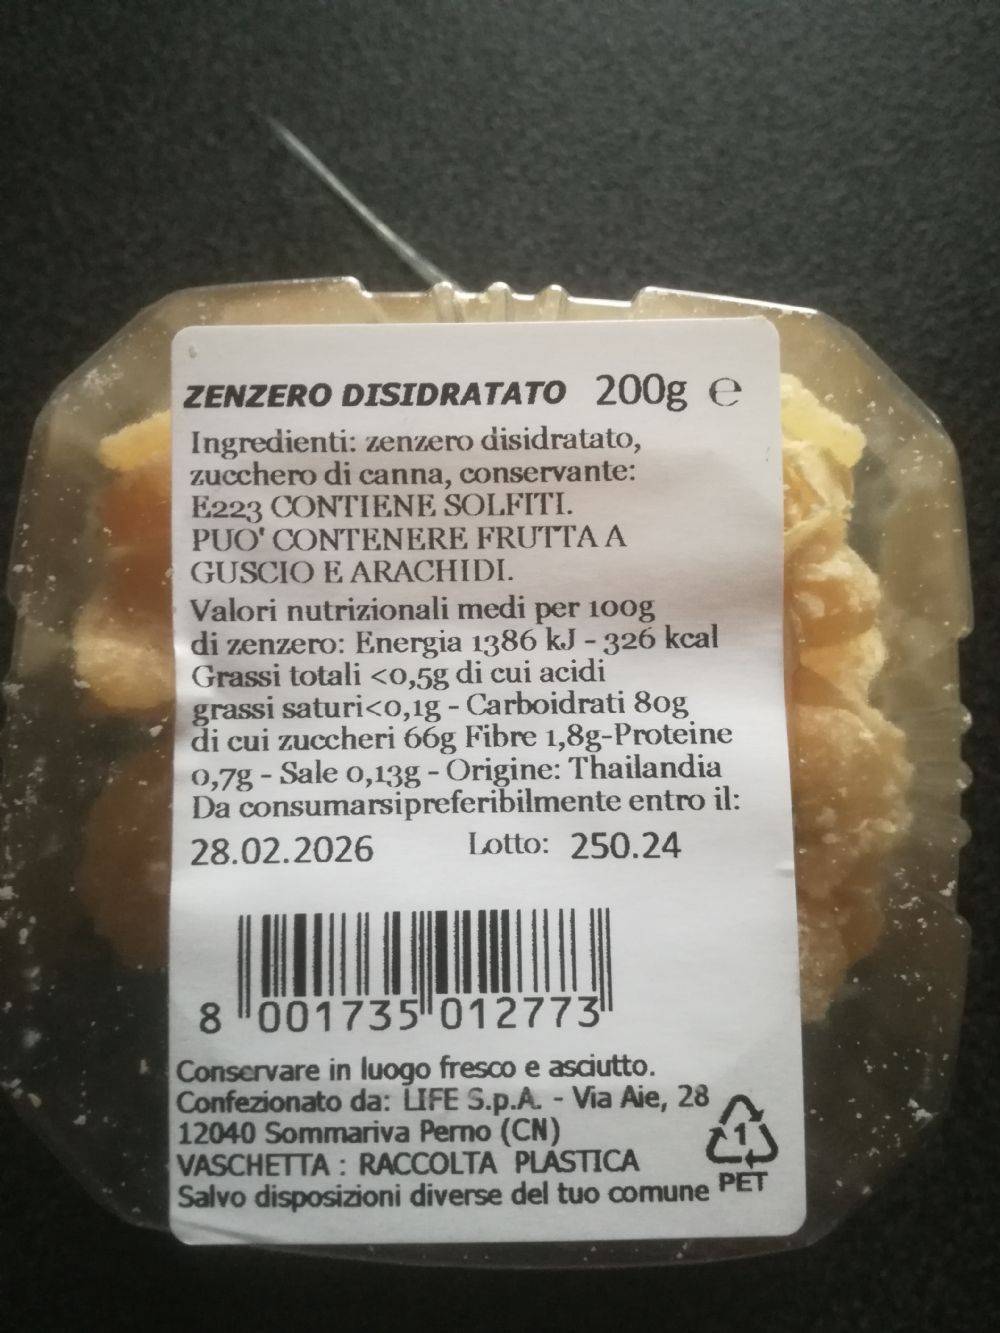 ZENZERO DISIDRATATO 200g ℮
Ingredienti: zenzero disidratato,
zucchero di canna, conservante:
E223 CONTIENE SOLFITI.
PUO' CONTENERE FRUTTA A
GUSCIO E ARACHIDI.
Valori nutrizionali medi per 100g
di zenzero: Energia 1386 kJ - 326 kcal
Grassi totali <0,5g di cui acidi
grassi saturi<0,1g - Carboidrati 80g
di cui zuccheri 66g Fibre 1,8g-Proteine
0,7g - Sale 0,13g - Origine: Thailandia
Da consumarsipreferibilmente entro il:
28.02.2026 Lotto: 250.24
8 001735 012773
Conservare in luogo fresco e asciutto.
Confezionato da: LIFE S.p.A. - Via Aie, 28
12040 Sommariva Perno (CN)
1
VASCHETTA : RACCOLTA PLASTICA
PET
Salvo disposizioni diverse del tuo comune